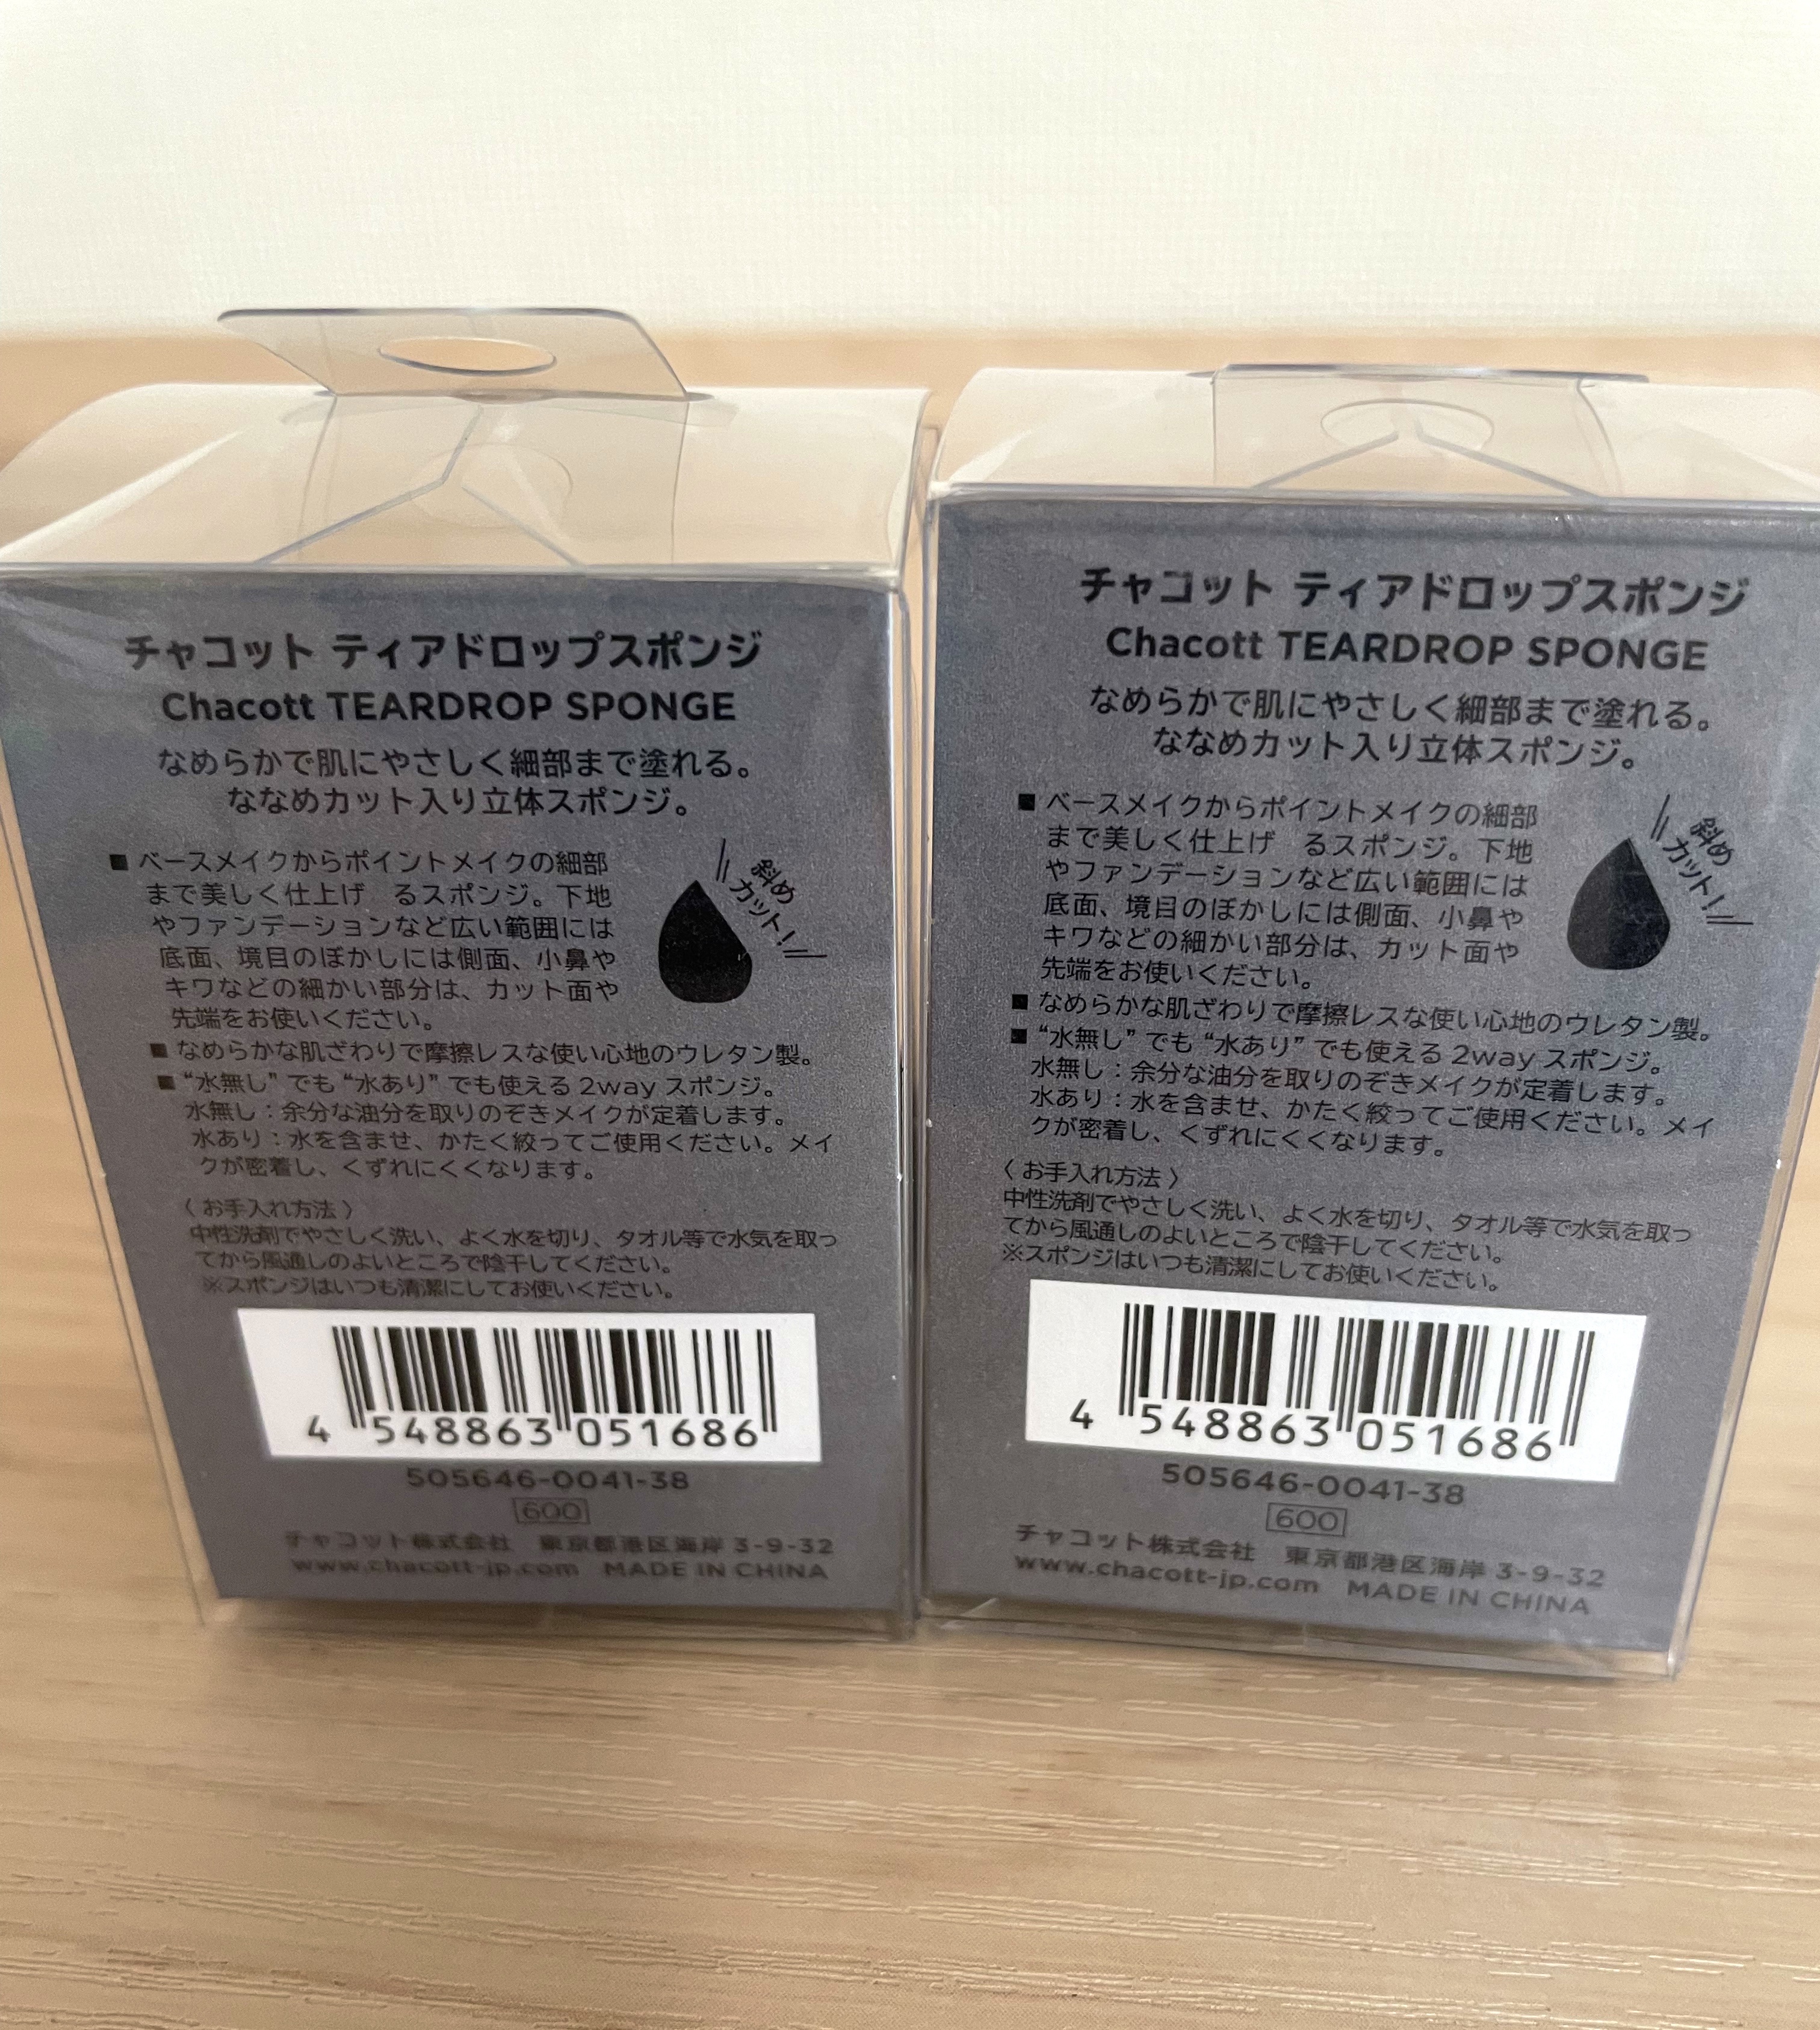 チャコット ティアドロップスポンジ
Chacott TEARDROP SPONGE
なめらかで肌にやさしく細部まで塗れる。
ななめカット入り立体スポンジ。
■ ベースメイクからポイントメイクの細部
まで美しく仕上げ　るスポンジ。下地
やファンデーションなど広い範囲には
底面、境目のぼかしには側面、小鼻や
キワなどの細かい部分は、カット面や
先端をお使いください。
斜め
カット!
■ なめらかな肌ざわりで摩擦レスな使い心地のウレタン製。
■ “水無し” でも “水あり” でも使える 2way スポンジ。
水無し：余分な油分を取りのぞきメイクが定着します。
水あり：水を含ませ、かたく絞ってご使用ください。メイ
クが密着し、くずれにくくなります。
〈 お手入れ方法 〉
中性洗剤でやさしく洗い、よく水を切り、タオル等で水気を取っ
てから風通しのよいところで陰干してください。
※スポンジはいつも清潔にしてお使いください。
4 548863 051686
505646-0041-38
600
チャコット株式会社　東京都港区海岸 3-9-32
www.chacott-jp.com　MADE IN CHINA
チャコット ティアドロップスポンジ
Chacott TEARDROP SPONGE
なめらかで肌にやさしく細部まで塗れる。
ななめカット入り立体スポンジ。
■ ベースメイクからポイントメイクの細部
まで美しく仕上げ　るスポンジ。下地
やファンデーションなど広い範囲には
底面、境目のぼかしには側面、小鼻や
キワなどの細かい部分は、カット面や
先端をお使いください。
斜め
カット!
■ なめらかな肌ざわりで摩擦レスな使い心地のウレタン製。
■ “水無し” でも “水あり” でも使える 2way スポンジ。
水無し：余分な油分を取りのぞきメイクが定着します。
水あり：水を含ませ、かたく絞ってご使用ください。メイ
クが密着し、くずれにくくなります。
〈 お手入れ方法 〉
中性洗剤でやさしく洗い、よく水を切り、タオル等で水気を取っ
てから風通しのよいところで陰干してください。
※スポンジはいつも清潔にしてお使いください。
4 548863 051686
505646-0041-38
600
チャコット株式会社　東京都港区海岸 3-9-32
www.chacott-jp.com　MADE IN CHINA